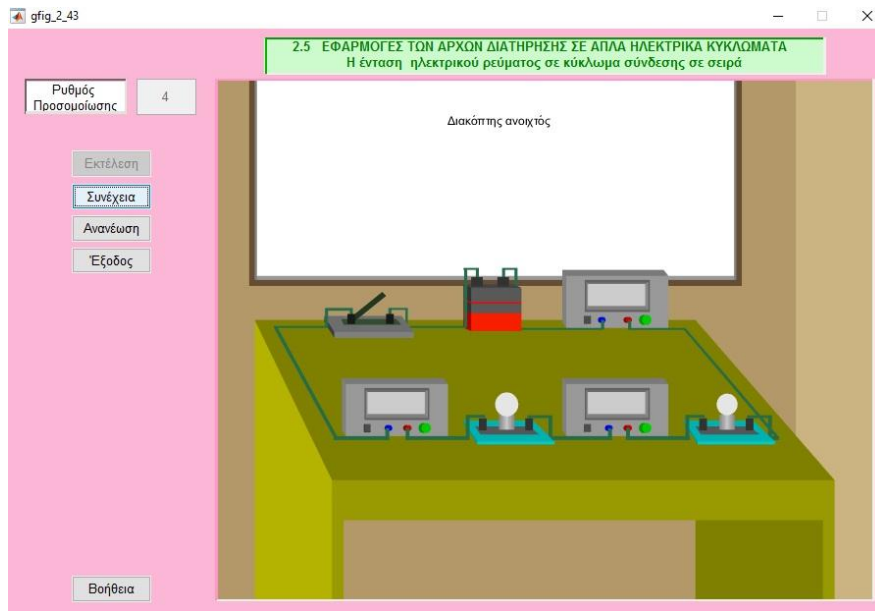 gfig_2_43
2.5 ΕΦΑΡΜΟΓΕΣ ΤΩΝ ΑΡΧΩΝ ΔΙΑΤΗΡΗΣΗΣ ΣΕ ΑΠΛΑ ΗΛΕΚΤΡΙΚΑ ΚΥΚΛΩΜΑΤΑ
Η ένταση ηλεκτρικού ρεύματος σε κύκλωμα σύνδεσης σε σειρά
Ρυθμός
Προσομοίωσης
4
Διακόπτης ανοιχτός
Εκτέλεση
Συνέχεια
Ανανέωση
Έξοδος
Βοήθεια